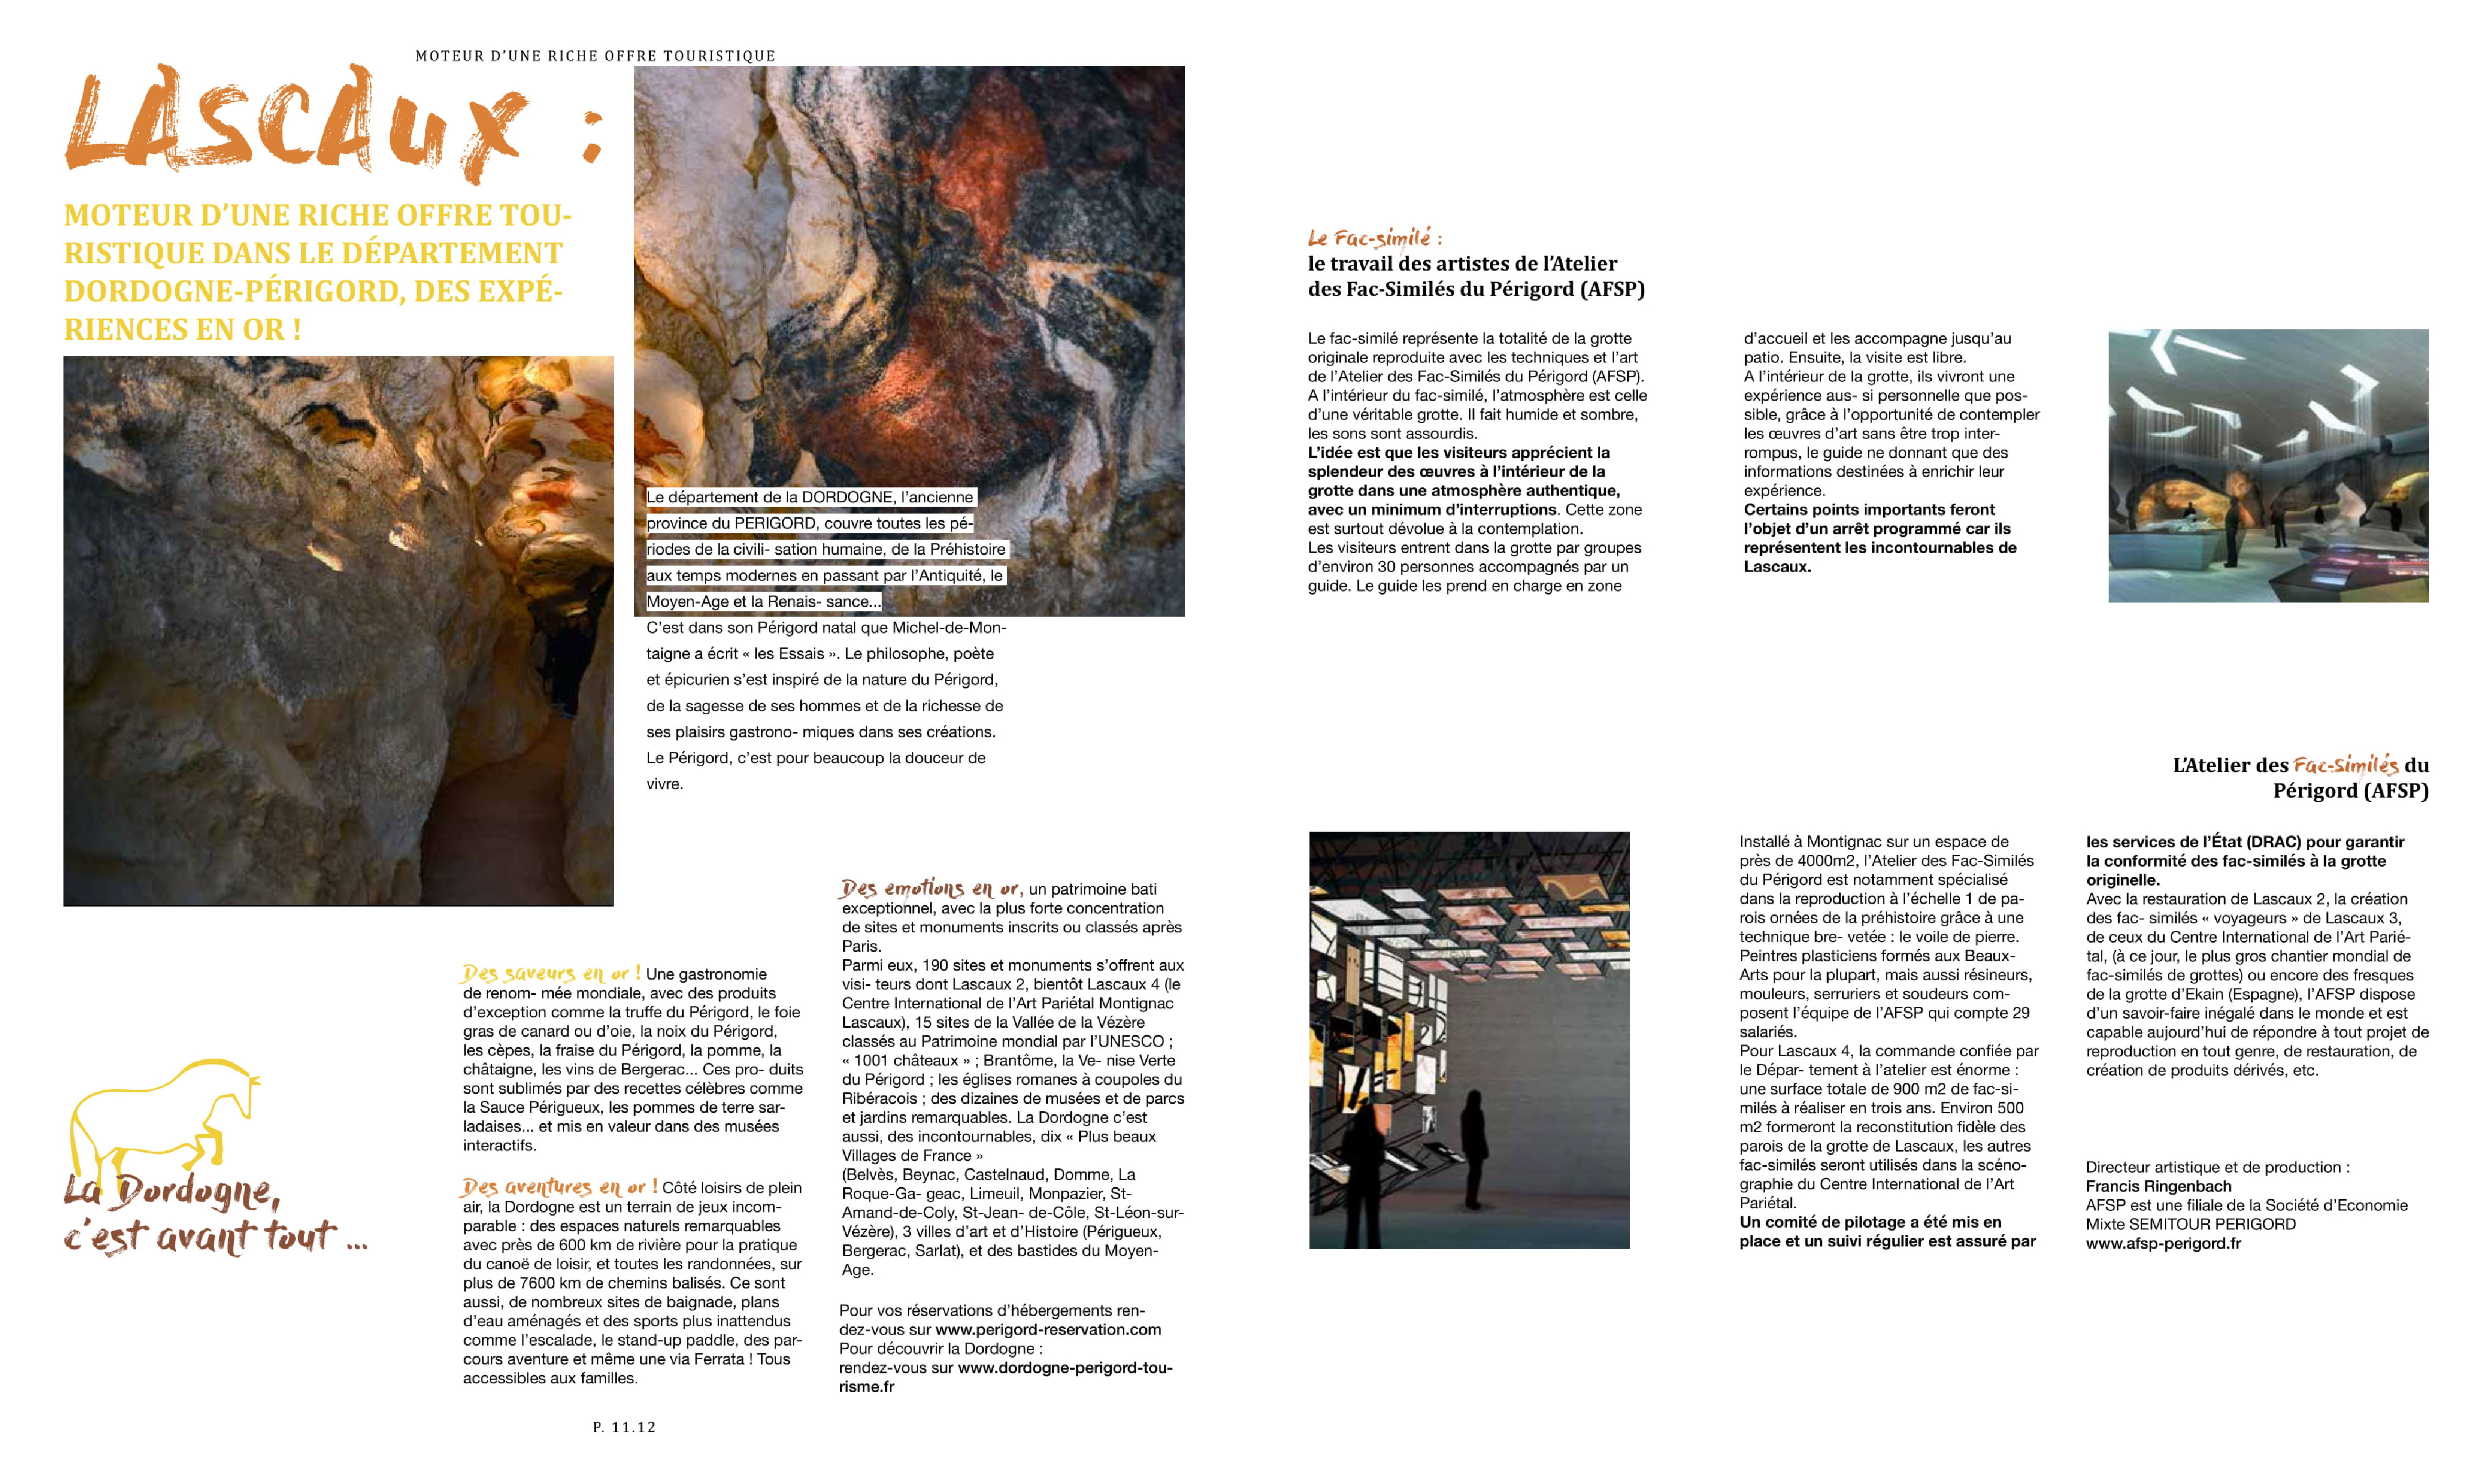 MOTEUR D'UNE RICHE OFFRE TOURISTIQUE
LASCAUX :
MOTEUR D'UNE RICHE OFFRE TOU-
RISTIQUE DANS LE DÉPARTEMENT
DORDOGNE-PÉRIGORD, DES EXPÉ-
RIENCES EN OR !
Le département de la DORDOGNE, l'ancienne
province du PERIGORD, couvre toutes les pé-
riodes de la civili- sation humaine, de la Préhistoire
aux temps modernes en passant par l'Antiquité, le
Moyen-Age et la Renais- sance...
C'est dans son Périgord natal que Michel-de-Mon-
taigne a écrit « les Essais ». Le philosophe, poète
et épicurien s'est inspiré de la nature du Périgord,
de la sagesse de ses hommes et de la richesse de
ses plaisirs gastrono- miques dans ses créations.
Le Périgord, c'est pour beaucoup la douceur de
vivre.
La Dordogne,
c'est avant tout ...
Des saveurs en or ! Une gastronomie
de renom- mée mondiale, avec des produits
d'exception comme la truffe du Périgord, le foie
gras de canard ou d'oie, la noix du Périgord,
les cèpes, la fraise du Périgord, la pomme, la
châtaigne, les vins de Bergerac... Ces pro- duits
sont sublimés par des recettes célèbres comme
la Sauce Périgueux, les pommes de terre sar-
ladaises... et mis en valeur dans des musées
interactifs.
Des aventures en or ! Côté loisirs de plein
air, la Dordogne est un terrain de jeux incom-
parable : des espaces naturels remarquables
avec près de 600 km de rivière pour la pratique
du canoë de loisir, et toutes les randonnées, sur
plus de 7600 km de chemins balisés. Ce sont
aussi, de nombreux sites de baignade, plans
d'eau aménagés et des sports plus inattendus
comme l'escalade, le stand-up paddle, des par-
cours aventure et même une via Ferrata ! Tous
accessibles aux familles.
Des emotions en or, un patrimoine bati
exceptionnel, avec la plus forte concentration
de sites et monuments inscrits ou classés après
Paris.
Parmi eux, 190 sites et monuments s'offrent aux
visi- teurs dont Lascaux 2, bientôt Lascaux 4 (le
Centre International de l'Art Pariétal Montignac
Lascaux), 15 sites de la Vallée de la Vézère
classés au Patrimoine mondial par l'UNESCO ;
« 1001 châteaux » ; Brantôme, la Ve- nise Verte
du Périgord ; les églises romanes à coupoles du
Ribéracois ; des dizaines de musées et de parcs
et jardins remarquables. La Dordogne c'est
aussi, des incontournables, dix « Plus beaux
Villages de France »
(Belvès, Beynac, Castelnaud, Domme, La
Roque-Ga- geac, Limeuil, Monpazier, St-
Amand-de-Coly, St-Jean- de-Côle, St-Léon-sur-
Vézère), 3 villes d'art et d'Histoire (Périgueux,
Bergerac, Sarlat), et des bastides du Moyen-
Age.
Pour vos réservations d'hébergements ren-
dez-vous sur www.perigord-reservation.com
Pour découvrir la Dordogne :
rendez-vous sur www.dordogne-perigord-tou-
risme.fr
P. 11.12
Le Fac-similé :
le travail des artistes de l'Atelier
des Fac-Similés du Périgord (AFSP)
Le fac-similé représente la totalité de la grotte
originale reproduite avec les techniques et l'art
de l'Atelier des Fac-Similés du Périgord (AFSP).
A l'intérieur du fac-similé, l'atmosphère est celle
d'une véritable grotte. Il fait humide et sombre,
les sons sont assourdis.
L'idée est que les visiteurs apprécient la
splendeur des œuvres à l'intérieur de la
grotte dans une atmosphère authentique,
avec un minimum d'interruptions. Cette zone
est surtout dévolue à la contemplation.
Les visiteurs entrent dans la grotte par groupes
d'environ 30 personnes accompagnés par un
guide. Le guide les prend en charge en zone
d'accueil et les accompagne jusqu'au
patio. Ensuite, la visite est libre.
A l'intérieur de la grotte, ils vivront une
expérience aus- si personnelle que pos-
sible, grâce à l'opportunité de contempler
les œuvres d'art sans être trop inter-
rompus, le guide ne donnant que des
informations destinées à enrichir leur
expérience.
Certains points importants feront
l'objet d'un arrêt programmé car ils
représentent les incontournables de
Lascaux.
L'Atelier des Fac-Similés du
Périgord (AFSP)
Installé à Montignac sur un espace de
près de 4000m2, l'Atelier des Fac-Similés
du Périgord est notamment spécialisé
dans la reproduction à l'échelle 1 de pa-
rois ornées de la préhistoire grâce à une
technique bre- vetée : le voile de pierre.
Peintres plasticiens formés aux Beaux-
Arts pour la plupart, mais aussi résineurs,
mouleurs, serruriers et soudeurs com-
posent l'équipe de l'AFSP qui compte 29
salariés.
Pour Lascaux 4, la commande confiée par
le Dépar- tement à l'atelier est énorme :
une surface totale de 900 m2 de fac-si-
milés à réaliser en trois ans. Environ 500
m2 formeront la reconstitution fidèle des
parois de la grotte de Lascaux, les autres
fac-similés seront utilisés dans la scéno-
graphie du Centre International de l'Art
Pariétal.
Un comité de pilotage a été mis en
place et un suivi régulier est assuré par
les services de l'État (DRAC) pour garantir
la conformité des fac-similés à la grotte
originelle.
Avec la restauration de Lascaux 2, la création
des fac- similés « voyageurs » de Lascaux 3,
de ceux du Centre International de l'Art Parié-
tal, (à ce jour, le plus gros chantier mondial de
fac-similés de grottes) ou encore des fresques
de la grotte d'Ekain (Espagne), l'AFSP dispose
d'un savoir-faire inégalé dans le monde et est
capable aujourd'hui de répondre à tout projet de
reproduction en tout genre, de restauration, de
création de produits dérivés, etc.
Directeur artistique et de production :
Francis Ringenbach
AFSP est une filiale de la Société d'Economie
Mixte SEMITOUR PERIGORD
www.afsp-perigord.fr